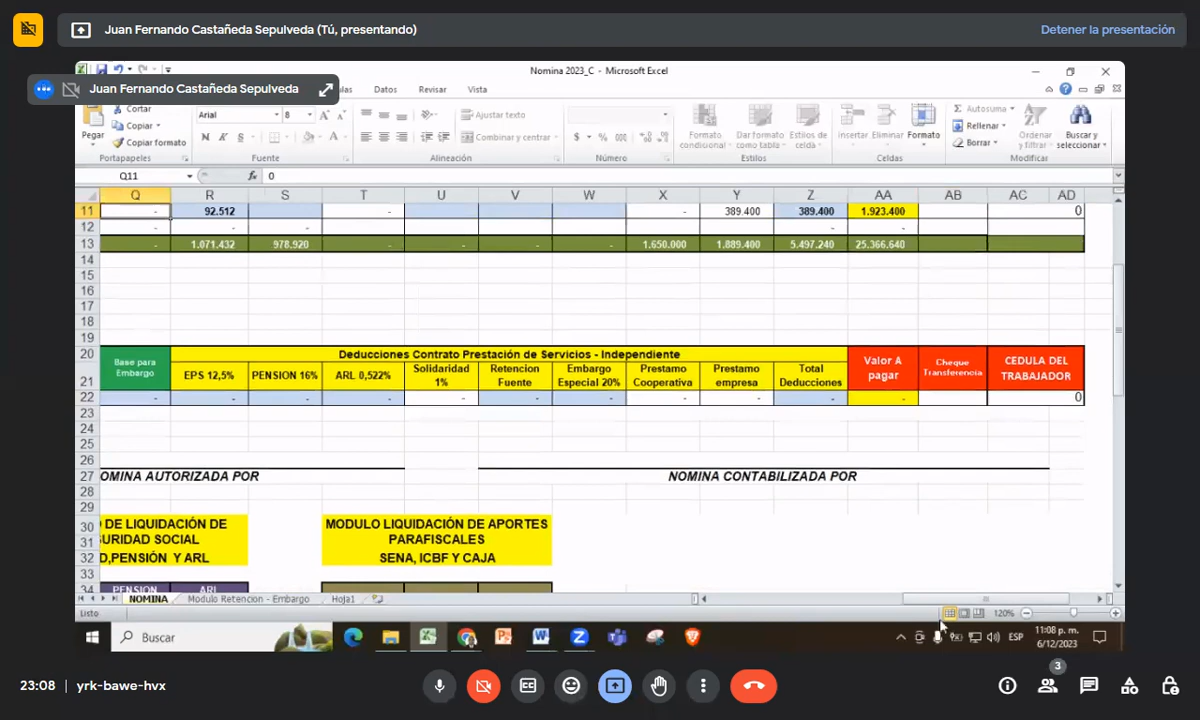 Juan Fernando Castañeda Sepulveda (Tú, presentando)
Detener la presentación
Nomina 2023_C - Microsoft Excel
Juan Fernando Castañeda Sepulveda
Datos Revisar Vista
Cortar
Copiar
Copiar formato
Pegar
Portapapeles
Arial 8
N K S
Fuente
Ajustar texto
Combinar y centrar
Alineación
$ % 000
Número
Formato condicional
Dar formato como tabla
Estilos de celda
Estilos
Insertar Eliminar Formato
Celdas
Autosuma
Rellenar
Borrar
Ordenar y filtrar
Buscar y seleccionar
Modificar
Q11 fx 0
Q R S T U V W X Y Z AA AB AC AD
11 - 92.512 - - 389.400 389.400 1.923.400 0
12 - - - - -
13 - 1.071.432 978.920 - - - - 1.650.000 1.889.400 5.497.240 25.366.640
14
15
16
17
18
19
20 Base para Embargo
Deducciones Contrato Prestación de Servicios - Independiente
21 EPS 12,5% PENSION 16% ARL 0,522% Solidaridad 1% Retencion Fuente Embargo Especial 20% Prestamo Cooperativa Prestamo empresa Total Deducciones Valor A pagar Cheque Transferencia CEDULA DEL TRABAJADOR
22 - - - - - - - - - - - 0
23
24
25
26
27 OMINA AUTORIZADA POR NOMINA CONTABILIZADA POR
28
29
30 DE LIQUIDACIÓN DE MODULO LIQUIDACIÓN DE APORTES
31 URIDAD SOCIAL PARAFISCALES
32 D,PENSIÓN Y ARL SENA, ICBF Y CAJA
33
34 PENSION ARL
NOMINA Modulo Retencion - Embargo Hoja1
Listo 120%
Buscar
ESP
11:08 p. m.
6/12/2023
23:08 | yrk-bawe-hvx
3